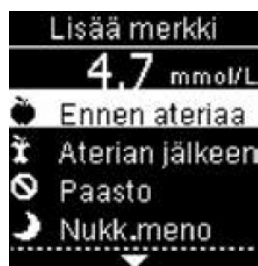 Lisää merkki
4.7 mmol/L
Ennen ateriaa
Aterian jälkeen
Paasto
Nukk.meno